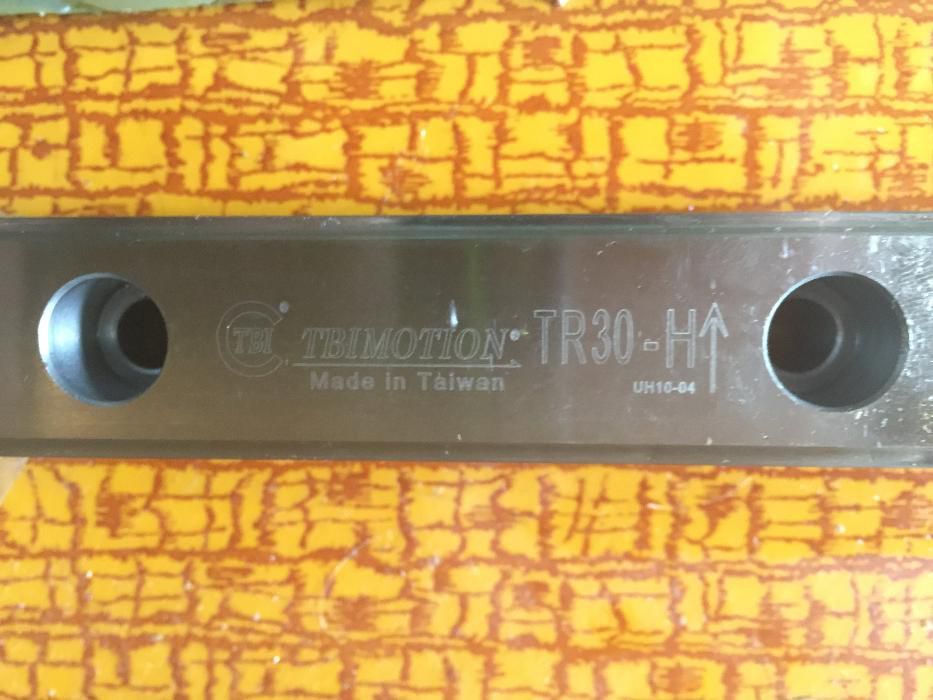 TBI TBIMOTION® TR30-H↑
Made in Taiwan
UH10-04